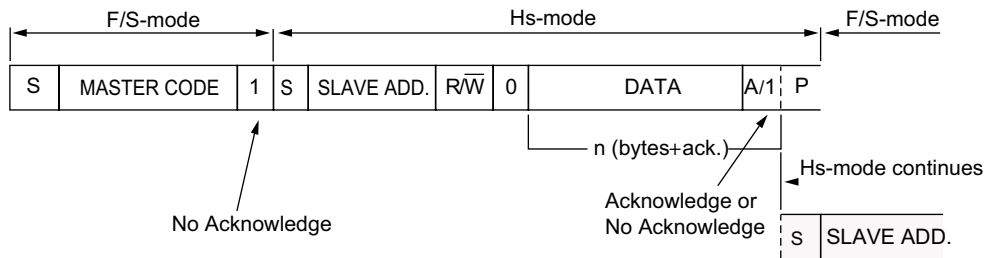 F/S-mode Hs-mode F/S-mode
S MASTER CODE 1 S SLAVE ADD. R/W̅ 0 DATA A/1 P
n (bytes+ack.)
Hs-mode continues
No Acknowledge
Acknowledge or
No Acknowledge
S SLAVE ADD.